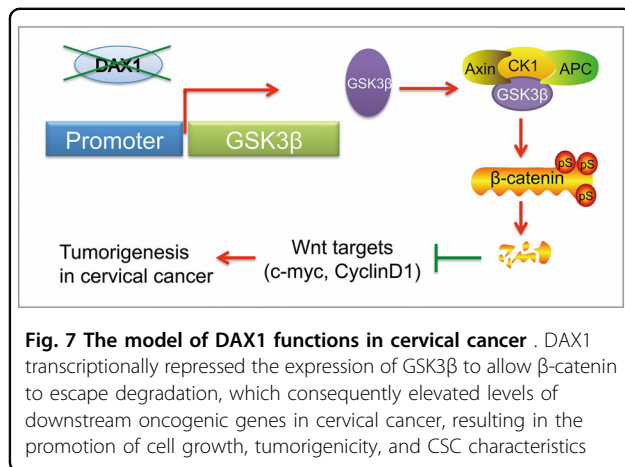 DAX1
Promoter
GSK3β
GSK3β
Axin
CK1
APC
GSK3β
β-catenin
pS
pS
pS
Wnt targets
(c-myc, CyclinD1)
Tumorigenesis
in cervical cancer
Fig. 7 The model of DAX1 functions in cervical cancer . DAX1
transcriptionally repressed the expression of GSK3β to allow β-catenin
to escape degradation, which consequently elevated levels of
downstream oncogenic genes in cervical cancer, resulting in the
promotion of cell growth, tumorigenicity, and CSC characteristics